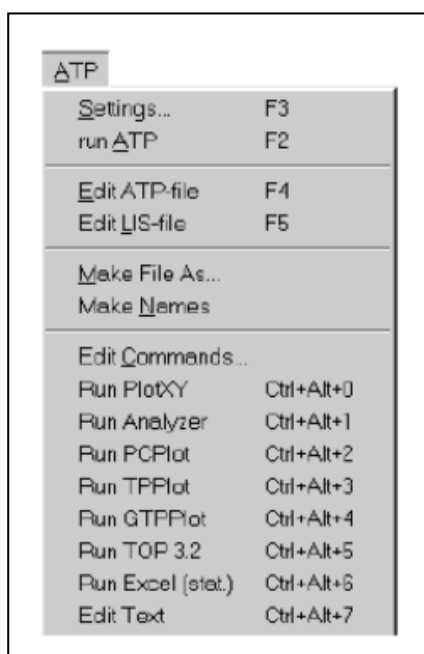 ATP
Settings... F3
run ATP F2
Edit ATP-file F4
Edit LIS-file F5
Make File As...
Make Names
Edit Commands...
Run PlotXY Ctrl+Alt+0
Run Analyzer Ctrl+Alt+1
Run PCPlot Ctrl+Alt+2
Run TPPlot Ctrl+Alt+3
Run GTPPlot Ctrl+Alt+4
Run TOP 3.2 Ctrl+Alt+5
Run Excel (stat.) Ctrl+Alt+6
Edit Text Ctrl+Alt+7